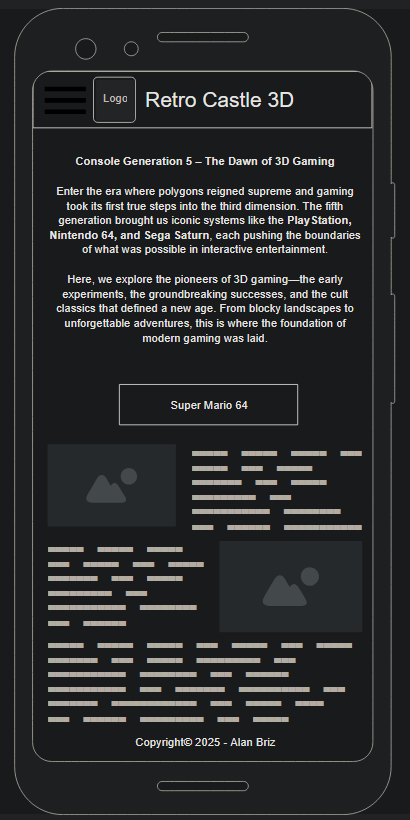 Logo
Retro Castle 3D
Console Generation 5 – The Dawn of 3D Gaming
Enter the era where polygons reigned supreme and gaming
took its first true steps into the third dimension. The fifth
generation brought us iconic systems like the PlayStation,
Nintendo 64, and Sega Saturn, each pushing the boundaries
of what was possible in interactive entertainment.
Here, we explore the pioneers of 3D gaming—the early
experiments, the groundbreaking successes, and the cult
classics that defined a new age. From blocky landscapes to
unforgettable adventures, this is where the foundation of
modern gaming was laid.
Super Mario 64
Copyright© 2025 - Alan Briz